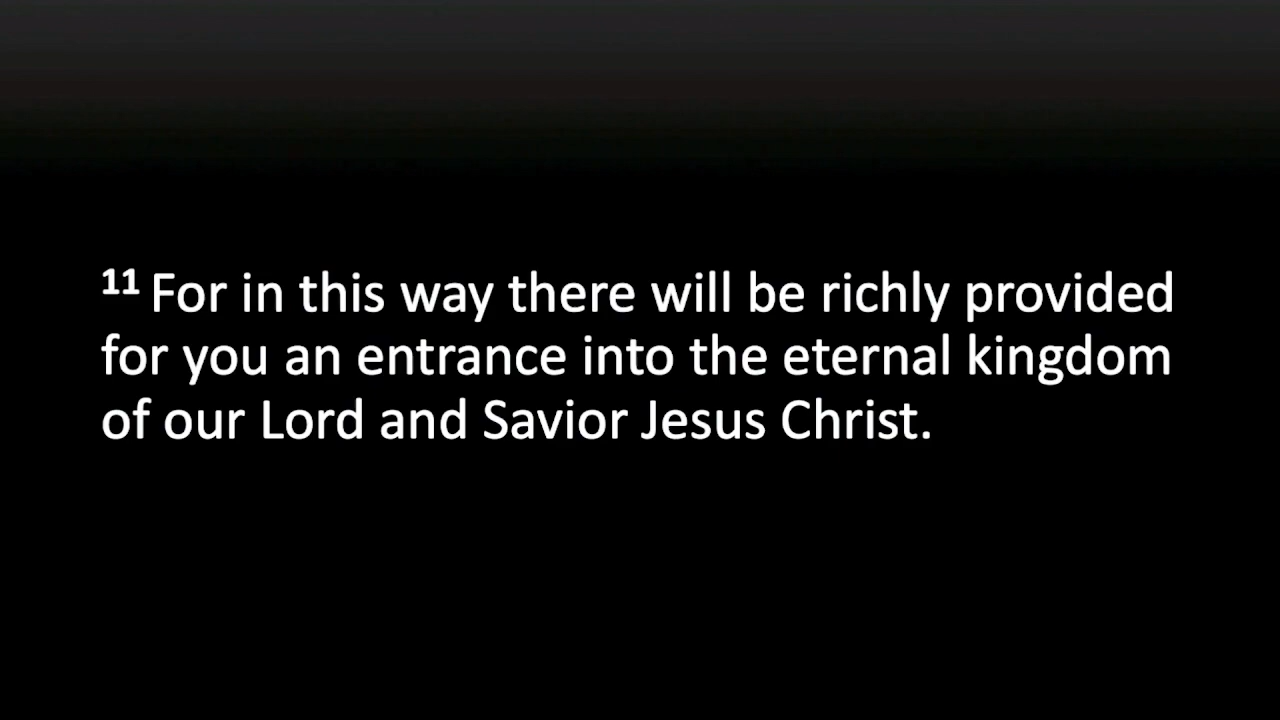 11 For in this way there will be richly provided
for you an entrance into the eternal kingdom
of our Lord and Savior Jesus Christ.